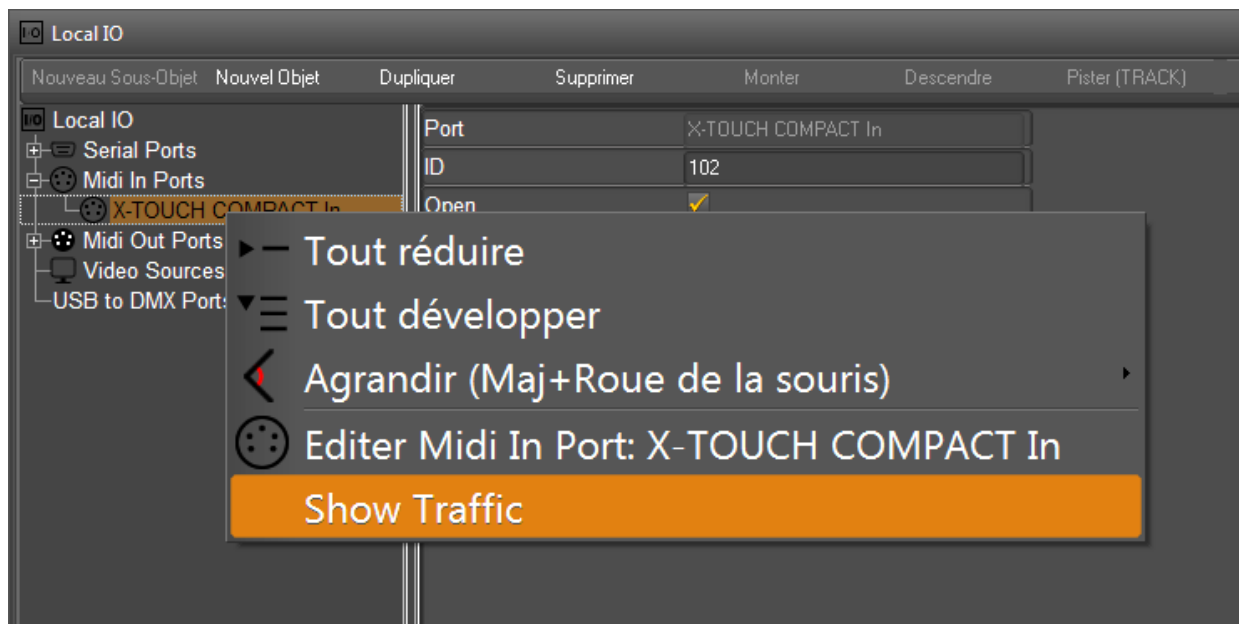 I/O Local IO
Nouveau Sous-Objet Nouvel Objet Dupliquer Supprimer Monter Descendre Pister (TRACK)
I/O Local IO
Serial Ports
Midi In Ports
X-TOUCH COMPACT In
Midi Out Ports
Video Sources
USB to DMX Ports
Port X-TOUCH COMPACT In
ID 102
Open
Tout réduire
Tout développer
Agrandir (Maj+Roue de la souris)
Editer Midi In Port: X-TOUCH COMPACT In
Show Traffic